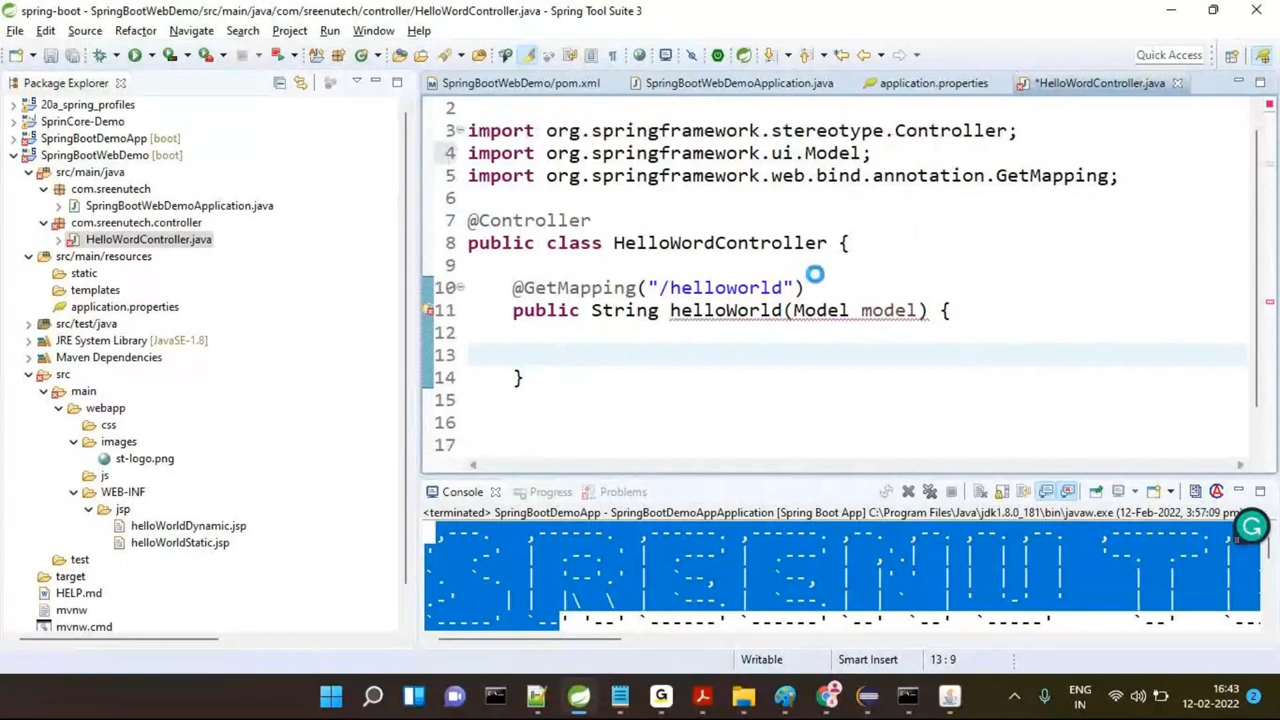 spring-boot - SpringBootWebDemo/src/main/java/com/sreenutech/controller/HelloWordController.java - Spring Tool Suite 3
File Edit Source Refactor Navigate Search Project Run Window Help
Quick Access
Package Explorer
SpringBootWebDemo/pom.xml SpringBootWebDemoApplication.java application.properties *HelloWordController.java
20a_spring_profiles
SprinCore-Demo
SpringBootDemoApp [boot]
SpringBootWebDemo [boot]
src/main/java
com.sreenutech
SpringBootWebDemoApplication.java
com.sreenutech.controller
HelloWordController.java
src/main/resources
static
templates
application.properties
src/test/java
JRE System Library [JavaSE-1.8]
Maven Dependencies
src
main
webapp
css
images
st-logo.png
js
WEB-INF
jsp
helloWorldDynamic.jsp
helloWorldStatic.jsp
test
target
HELP.md
mvnw
mvnw.cmd
2
3 import org.springframework.stereotype.Controller;
4 import org.springframework.ui.Model;
5 import org.springframework.web.bind.annotation.GetMapping;
6
7 @Controller
8 public class HelloWordController {
9
10 @GetMapping("/helloworld")
11 public String helloWorld(Model model) {
12
13
14 }
15
16
17
Console Progress Problems
<terminated> SpringBootDemoApp - SpringBootDemoAppApplication [Spring Boot App] C:\Program Files\Java\jdk1.8.0_181\bin\javaw.exe (12-Feb-2022, 3:57:09 pm)
Writable Smart Insert 13 : 9
ENG
IN
16:43
12-02-2022
2